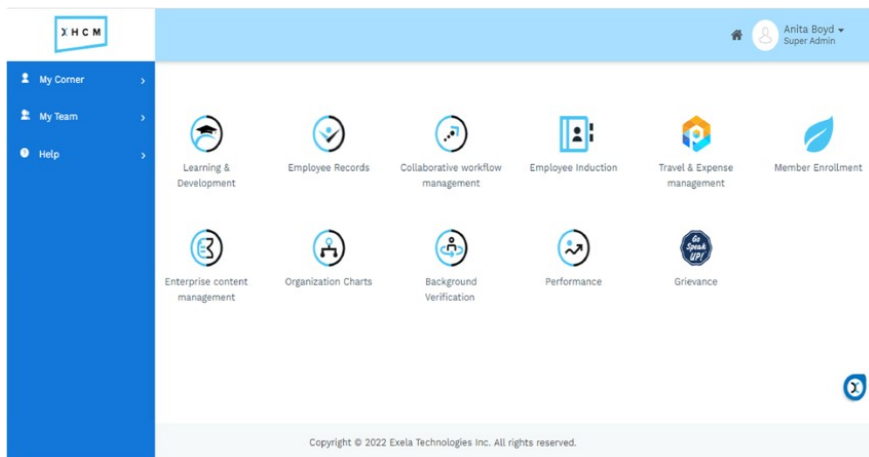 XHCM
Anita Boyd
Super Admin
My Corner
My Team
Help
Learning &
Development
Employee Records
Collaborative workflow
management
Employee Induction
Travel & Expense
management
Member Enrollment
Go
Speak
UP!
Enterprise content
management
Organization Charts
Background
Verification
Performance
Grievance
Copyright © 2022 Exela Technologies Inc. All rights reserved.